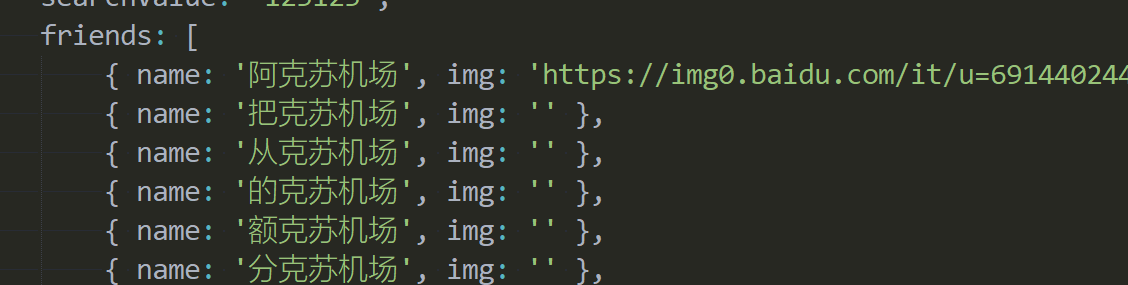 searchValue: '123123',
friends: [
{ name: '阿克苏机场', img: 'https://img0.baidu.com/it/u=691440244
{ name: '把克苏机场', img: '' },
{ name: '从克苏机场', img: '' },
{ name: '的克苏机场', img: '' },
{ name: '额克苏机场', img: '' },
{ name: '分克苏机场', img: '' },